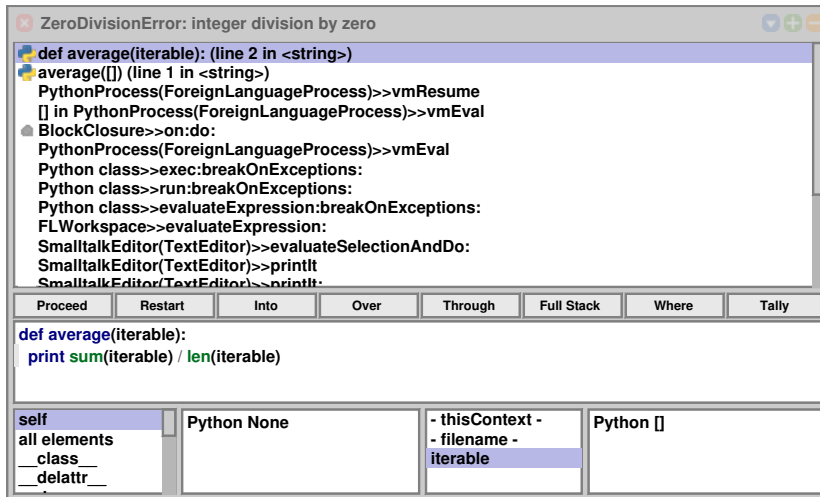 ZeroDivisionError: integer division by zero
def average(iterable): (line 2 in <string>)
average([]) (line 1 in <string>)
PythonProcess(ForeignLanguageProcess)>>vmResume
[] in PythonProcess(ForeignLanguageProcess)>>vmEval
BlockClosure>>on:do:
PythonProcess(ForeignLanguageProcess)>>vmEval
Python class>>exec:breakOnExceptions:
Python class>>run:breakOnExceptions:
Python class>>evaluateExpression:breakOnExceptions:
FLWorkspace>>evaluateExpression:
SmalltalkEditor(TextEditor)>>evaluateSelectionAndDo:
SmalltalkEditor(TextEditor)>>printIt
SmalltalkEditor(TextEditor)>>printIt:
Proceed Restart Into Over Through Full Stack Where Tally
def average(iterable):
print sum(iterable) / len(iterable)
self
all elements
__class__
__delattr__
Python None
- thisContext -
- filename -
iterable
Python []